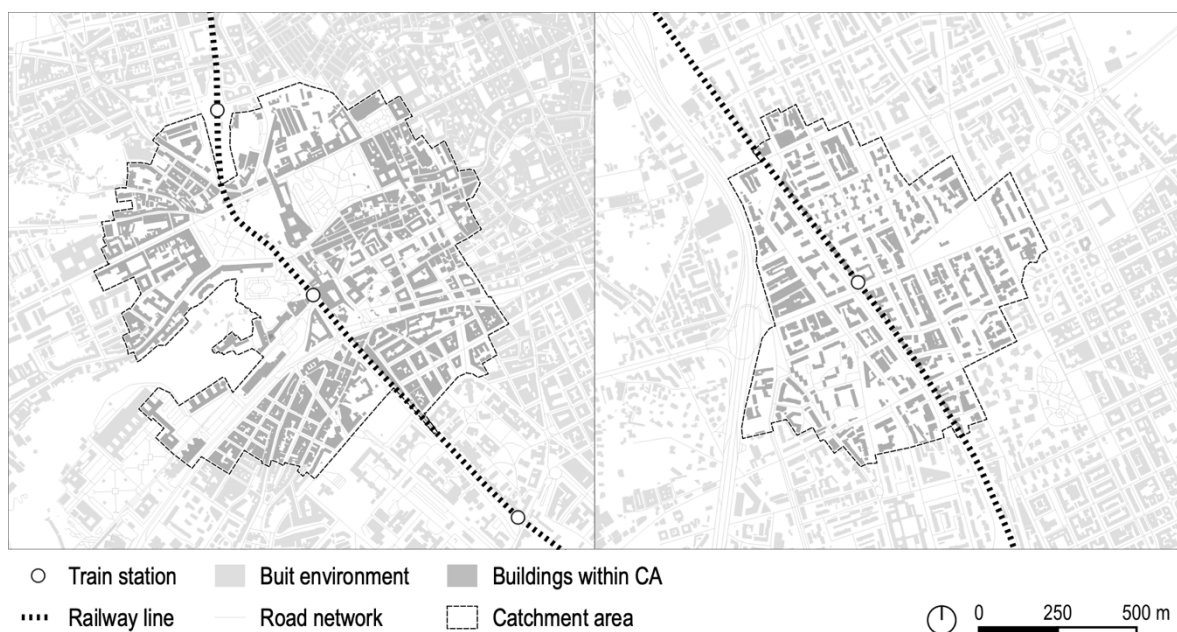 Train station Buit environment Buildings within CA
Railway line Road network Catchment area
0 250 500 m